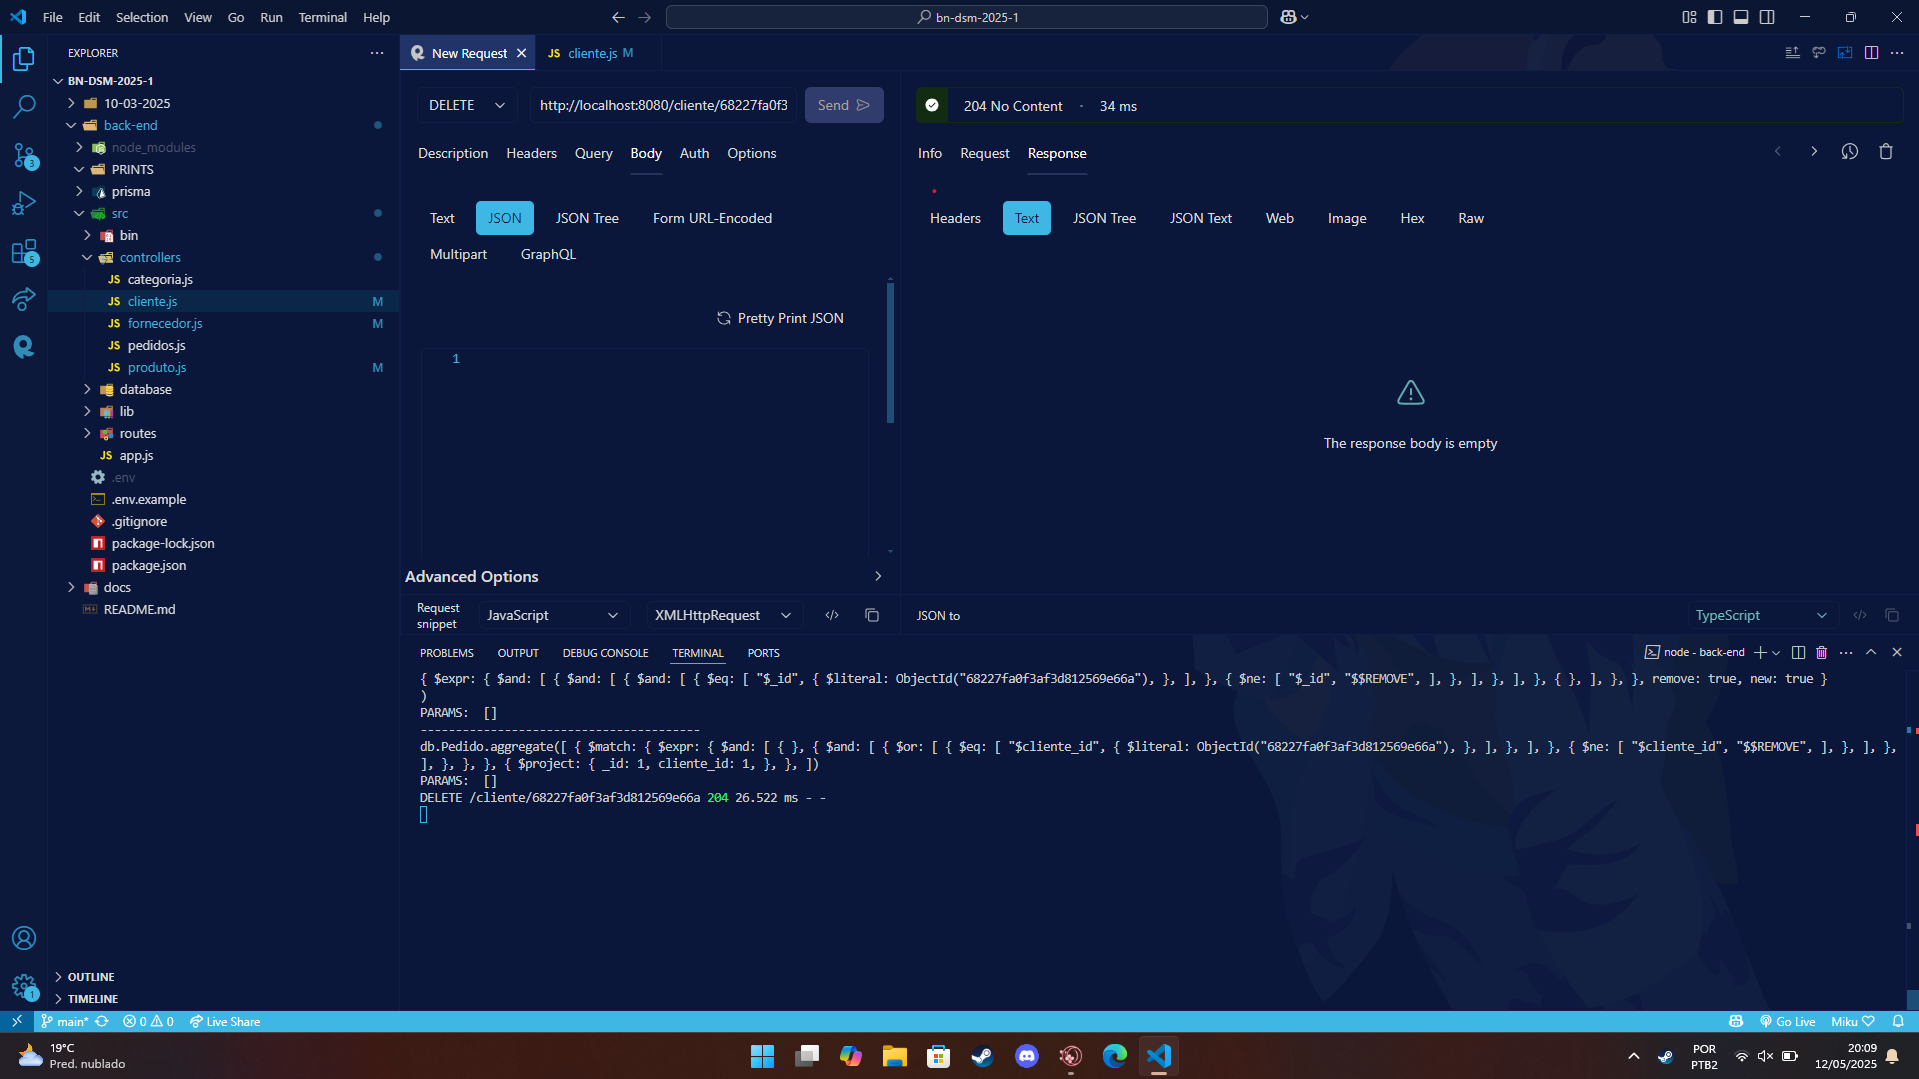 File Edit Selection View Go Run Terminal Help
bn-dsm-2025-1
EXPLORER
New Request
JS cliente.js M
BN-DSM-2025-1
10-03-2025
back-end
node_modules
PRINTS
prisma
src
bin
controllers
JS categoria.js
JS cliente.js M
JS fornecedor.js M
JS pedidos.js
JS produto.js M
database
lib
routes
JS app.js
.env
.env.example
.gitignore
package-lock.json
package.json
docs
README.md
OUTLINE
TIMELINE
3
5
1
DELETE
http://localhost:8080/cliente/68227fa0f3
Send
Description Headers Query Body Auth Options
Text JSON JSON Tree Form URL-Encoded
Multipart GraphQL
Pretty Print JSON
1
Advanced Options
Request snippet
JavaScript
XMLHttpRequest
204 No Content · 34 ms
Info Request Response
Headers Text JSON Tree JSON Text Web Image Hex Raw
The response body is empty
JSON to
TypeScript
PROBLEMS OUTPUT DEBUG CONSOLE TERMINAL PORTS
node - back-end
{ $expr: { $and: [ { $and: [ { $and: [ { $eq: [ "$_id", { $literal: ObjectId("68227fa0f3af3d812569e66a"), }, ], }, { $ne: [ "$_id", "$$REMOVE", ], }, ], }, ], }, { }, ], }, }, remove: true, new: true }
)
PARAMS: []
----------------------------------------
db.Pedido.aggregate([ { $match: { $expr: { $and: [ { }, { $and: [ { $or: [ { $eq: [ "$cliente_id", { $literal: ObjectId("68227fa0f3af3d812569e66a"), }, ], }, ], }, { $ne: [ "$cliente_id", "$$REMOVE", ], }, ], },
], }, }, }, { $project: { _id: 1, cliente_id: 1, }, }, ])
PARAMS: []
DELETE /cliente/68227fa0f3af3d812569e66a 204 26.522 ms - -
main* 0 0 Live Share
Go Live Miku
19°C
Pred. nublado
POR
PTB2
20:09
12/05/2025